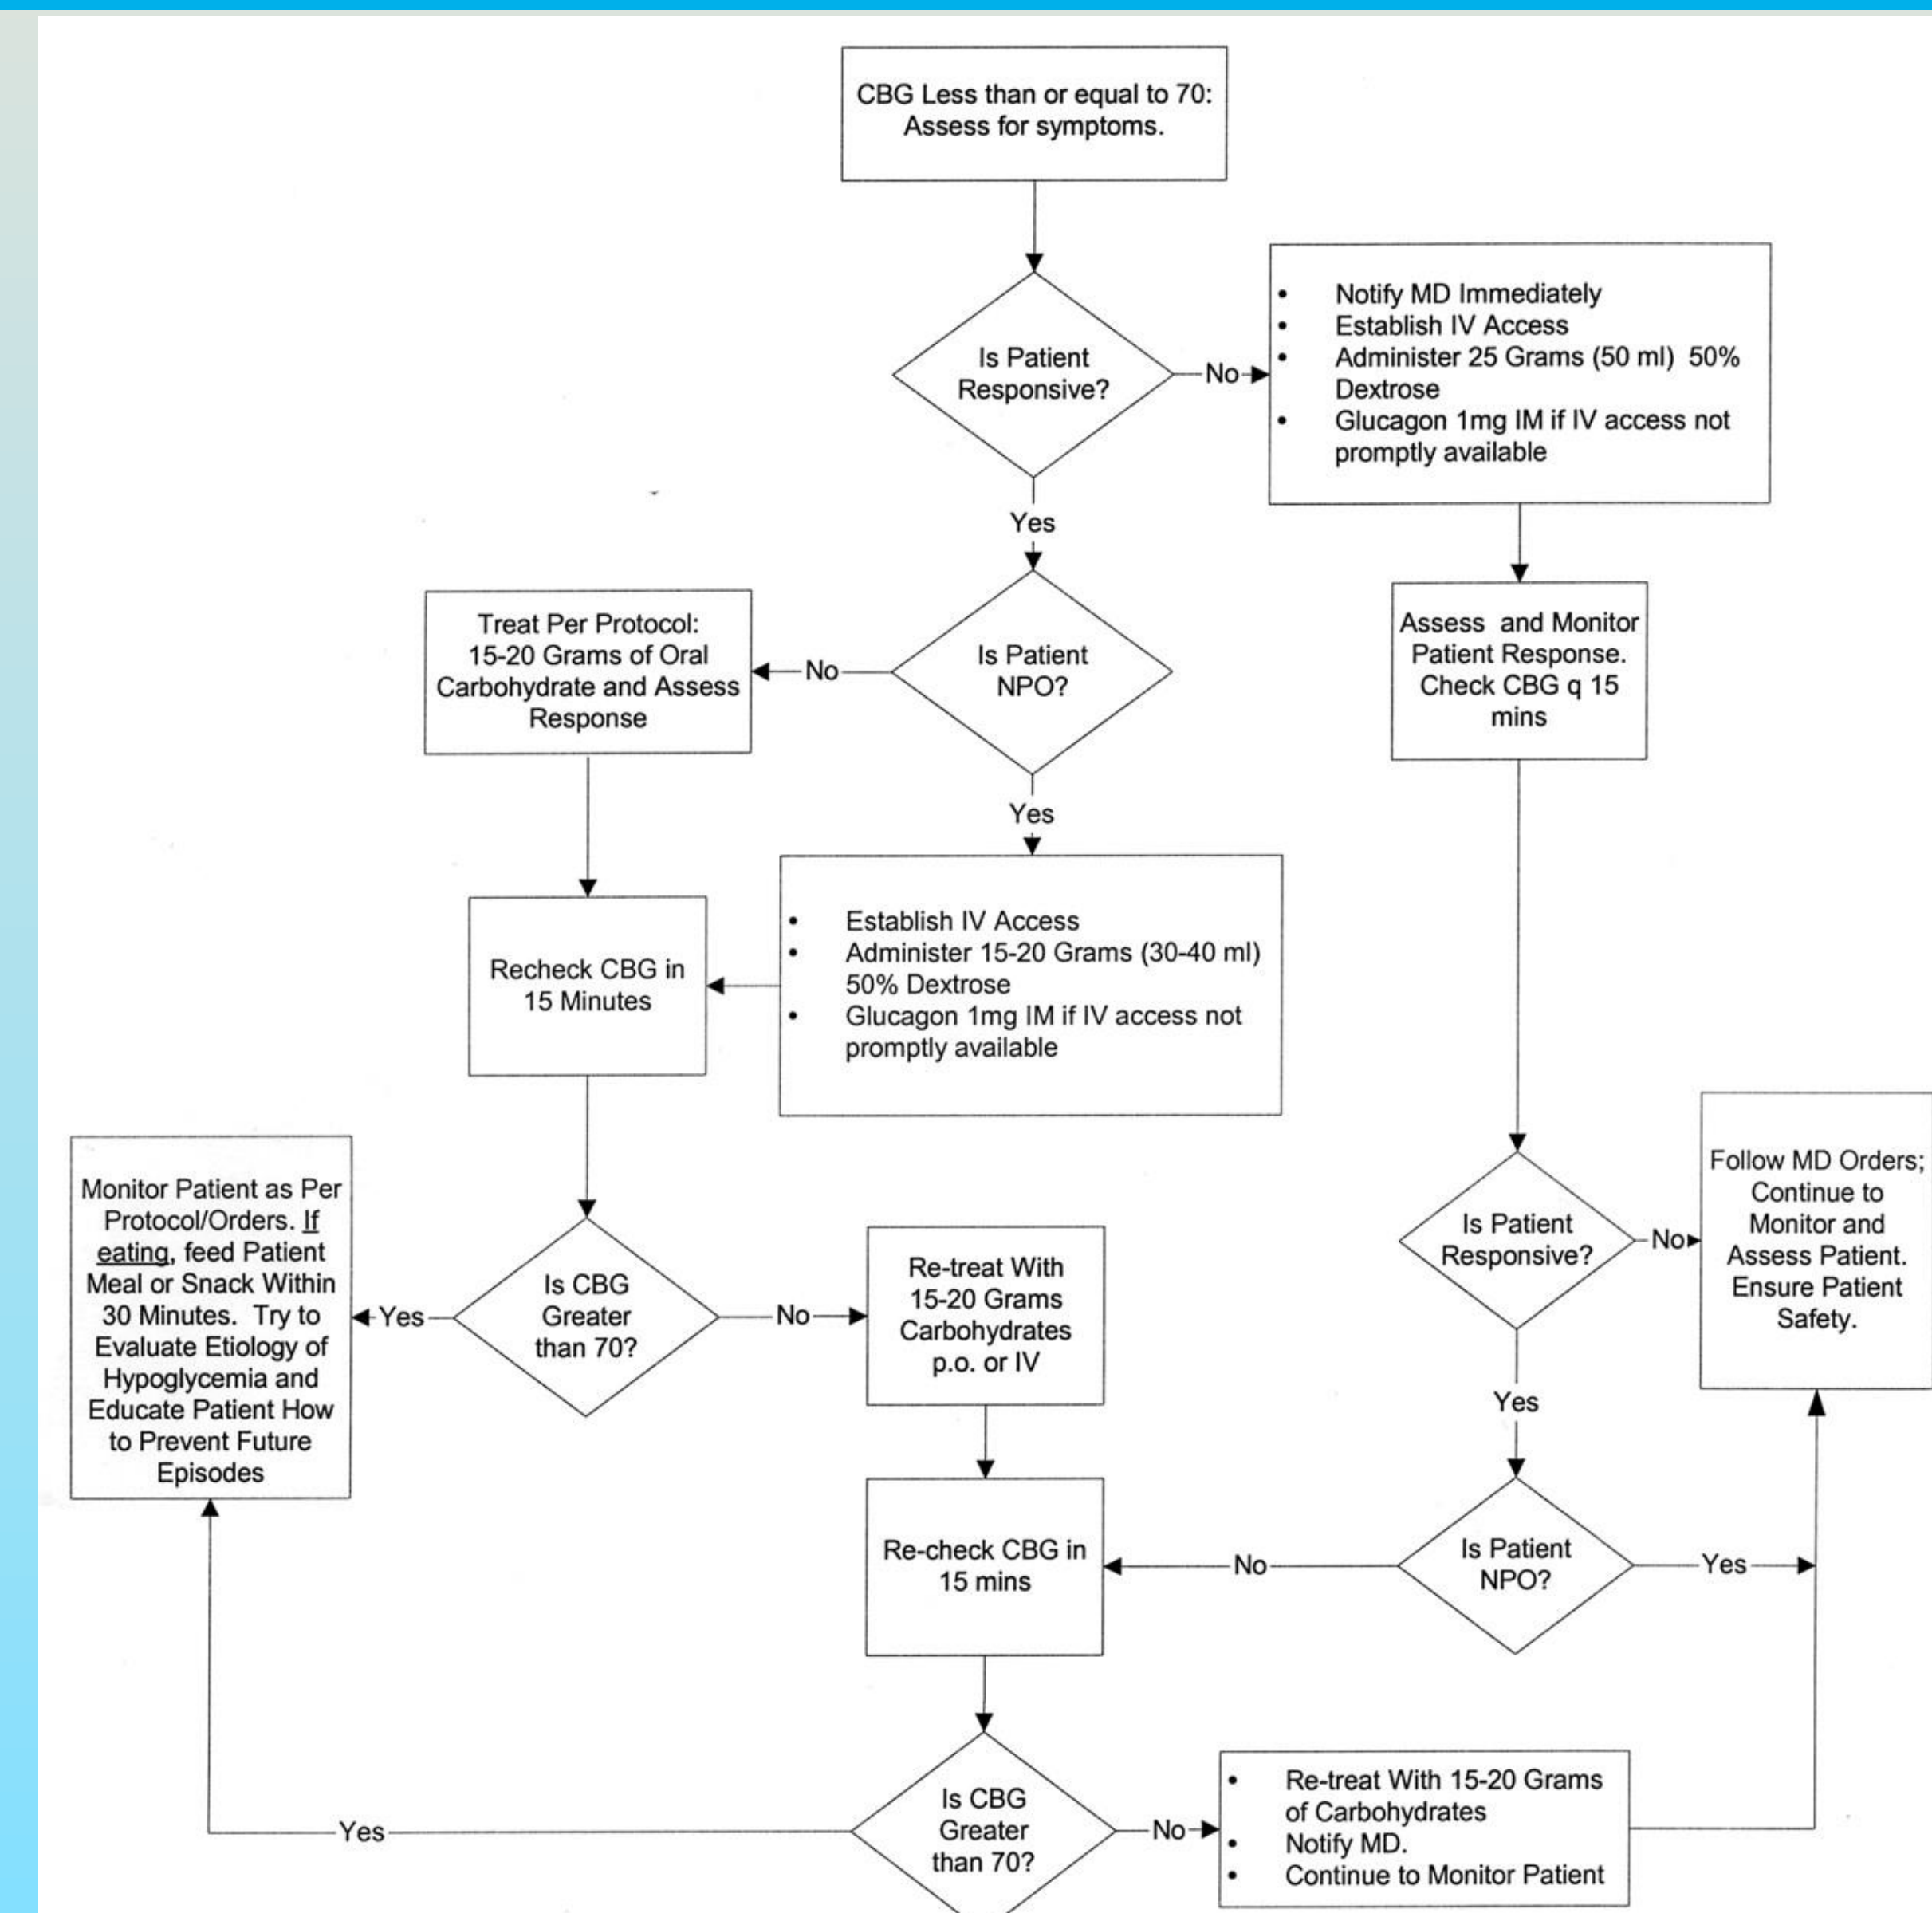 CBG Less than or equal to 70:
Assess for symptoms.
Is Patient
Responsive?
No
• Notify MD Immediately
• Establish IV Access
• Administer 25 Grams (50 ml) 50%
Dextrose
• Glucagon 1mg IM if IV access not
promptly available
Yes
Treat Per Protocol:
15-20 Grams of Oral
Carbohydrate and Assess
Response
No
Is Patient
NPO?
Assess and Monitor
Patient Response.
Check CBG q 15
mins
Yes
Recheck CBG in
15 Minutes
• Establish IV Access
• Administer 15-20 Grams (30-40 ml)
50% Dextrose
• Glucagon 1mg IM if IV access not
promptly available
Monitor Patient as Per
Protocol/Orders. If
eating, feed Patient
Meal or Snack Within
30 Minutes. Try to
Evaluate Etiology of
Hypoglycemia and
Educate Patient How
to Prevent Future
Episodes
Yes
Is CBG
Greater
than 70?
No
Re-treat With
15-20 Grams
Carbohydrates
p.o. or IV
Is Patient
Responsive?
No
Follow MD Orders;
Continue to
Monitor and
Assess Patient.
Ensure Patient
Safety.
Yes
Re-check CBG in
15 mins
No
Is Patient
NPO?
Yes
Yes
Is CBG
Greater
than 70?
No
• Re-treat With 15-20 Grams
of Carbohydrates
• Notify MD.
• Continue to Monitor Patient